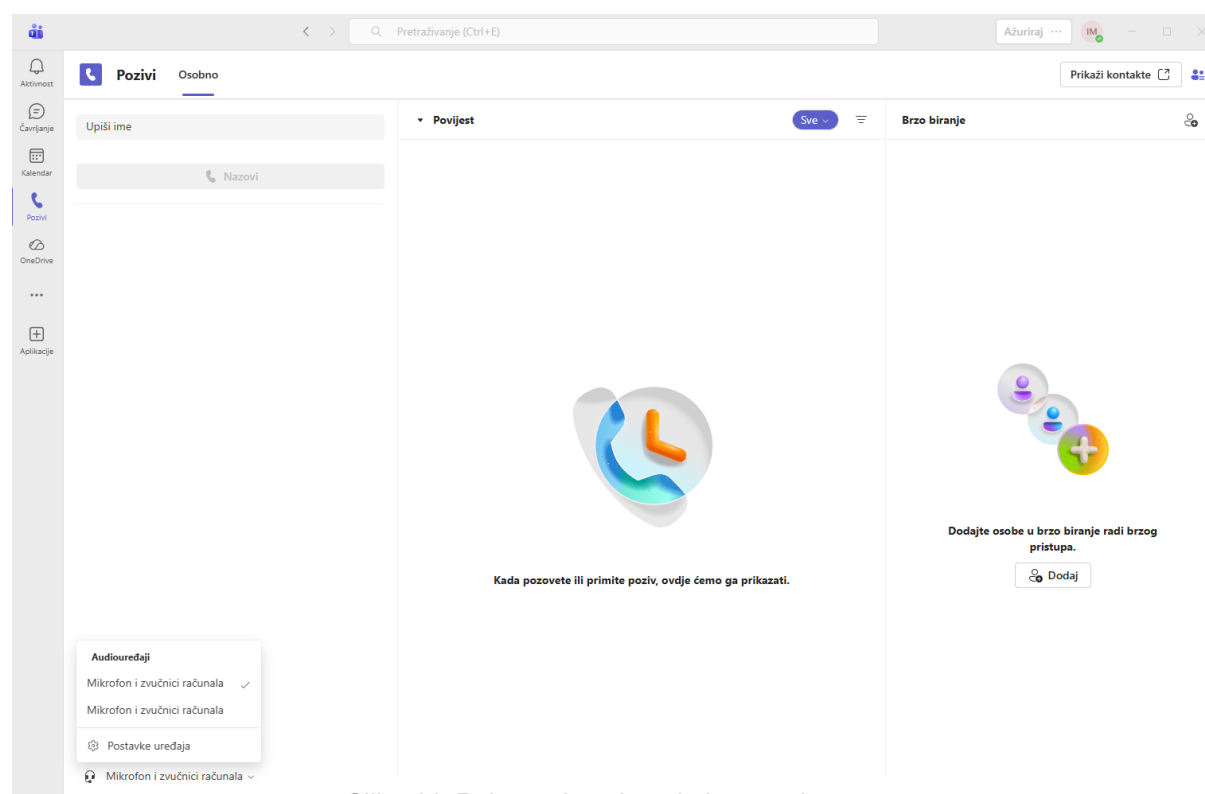 Pretraživanje (Ctrl+E)
Ažuriraj ···
IM
Aktivnost
Čavrljanje
Kalendar
Pozivi
OneDrive
Aplikacije
Pozivi Osobno
Prikaži kontakte
Upiši ime
Nazovi
Povijest
Sve
Kada pozovete ili primite poziv, ovdje ćemo ga prikazati.
Brzo biranje
Dodajte osobe u brzo biranje radi brzog
pristupa.
Dodaj
Audiouređaji
Mikrofon i zvučnici računala
Mikrofon i zvučnici računala
Postavke uređaja
Mikrofon i zvučnici računala